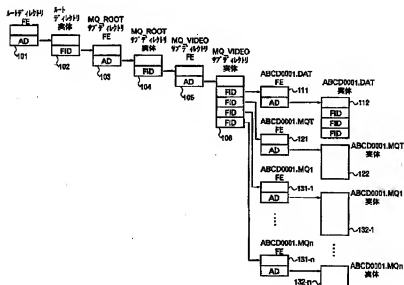 ルートディレクトリ
FE
AD
101
ルート
ディレクトリ
実体
FID
102
MQ_ROOT
サブディレクトリ
FE
AD
103
MQ_ROOT
サブディレクトリ
実体
FID
104
MQ_VIDEO
サブディレクトリ
FE
AD
105
MQ_VIDEO
サブディレクトリ
実体
FID
FID
FID
FID
106
ABCD0001.DAT
FE
111
AD
ABCD0001.DAT
実体
112
FID
FID
FID
ABCD0001.MQT
FE
121
AD
ABCD0001.MQT
実体
122
ABCD0001.MQ1
FE
131-1
AD
ABCD0001.MQ1
実体
132-1
ABCD0001.MQn
FE
131-n
AD
ABCD0001.MQn
実体
132-n